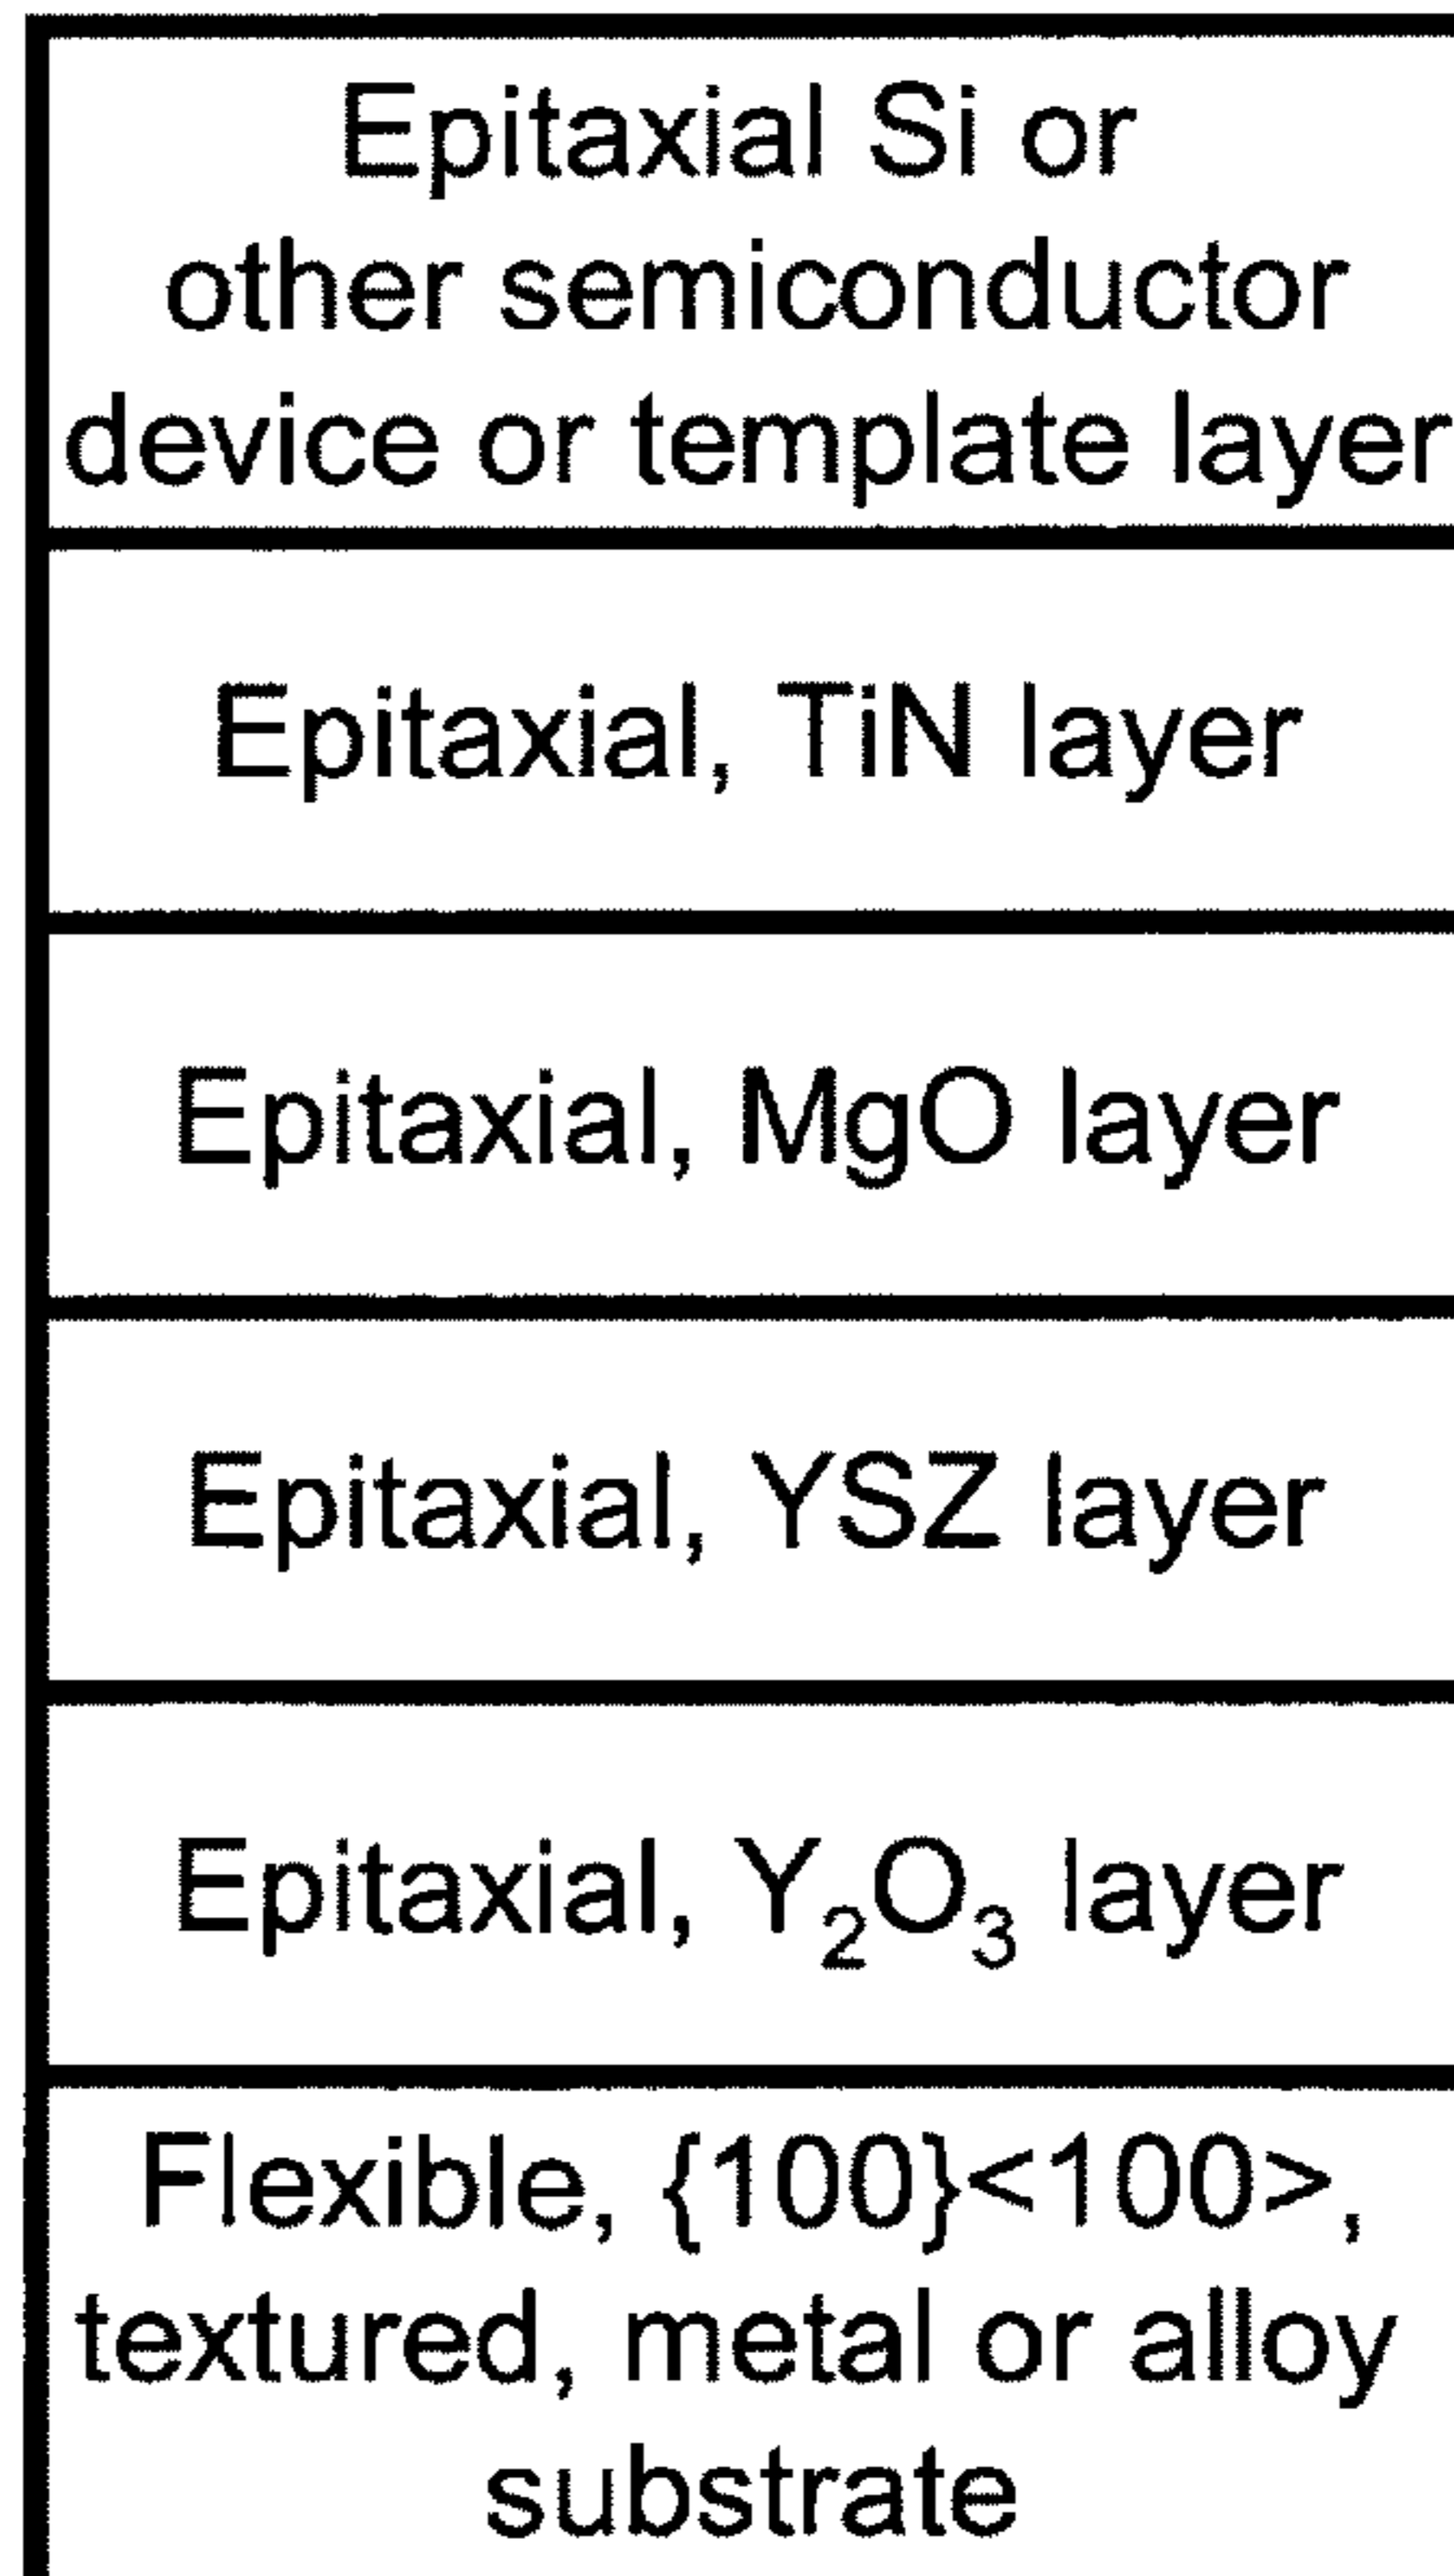 Epitaxial Si or
other semiconductor
device or template layer
Epitaxial, TiN layer
Epitaxial, MgO layer
Epitaxial, YSZ layer
Epitaxial, Y₂O₃ layer
Flexible, {100}<100>,
textured, metal or alloy
substrate